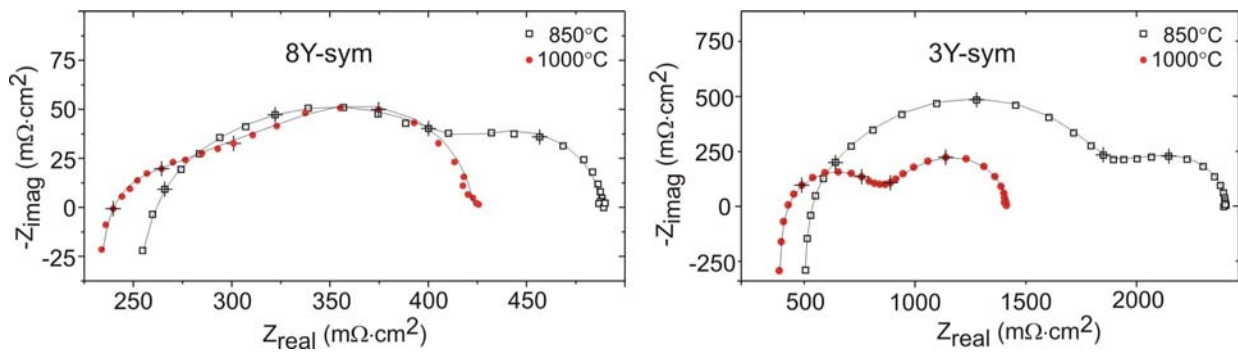 8Y-sym
850°C
1000°C
75
50
25
0
-25
-Zimag (mΩ·cm2)
250
300
350
400
450
Zreal (mΩ·cm2)
3Y-sym
850°C
1000°C
750
500
250
0
-250
-Zimag (mΩ·cm2)
500
1000
1500
2000
Zreal (mΩ·cm2)